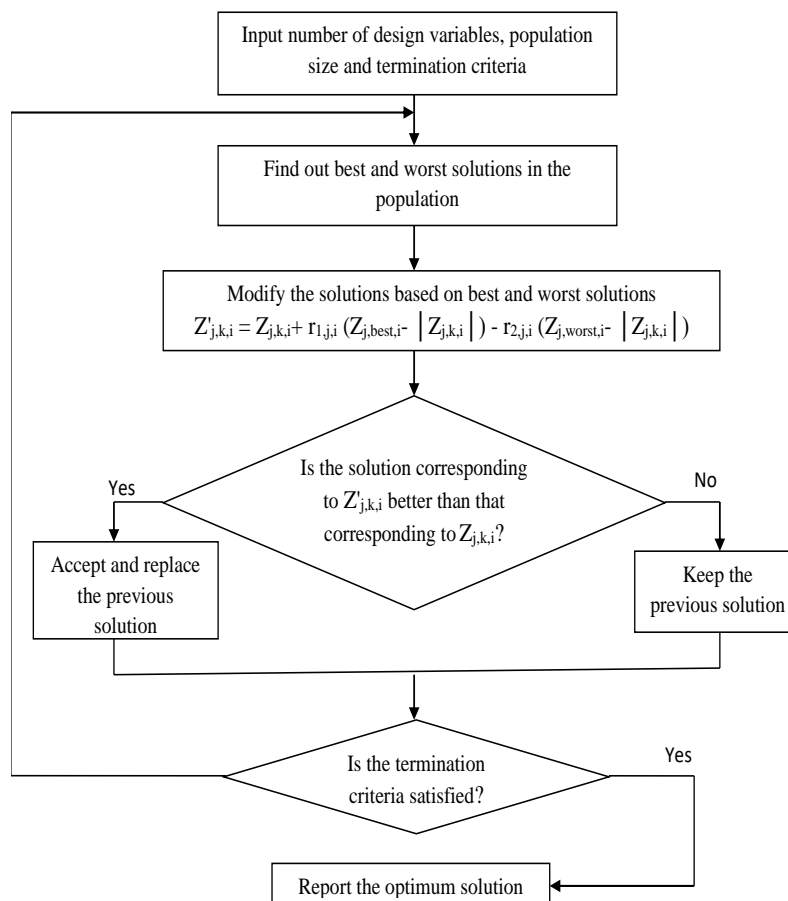 Input number of design variables, population
size and termination criteria
Find out best and worst solutions in the
population
Modify the solutions based on best and worst solutions
Z'j,k,i = Zj,k,i+ r1,j,i (Zj,best,i- | Zj,k,i | ) - r2,j,i (Zj,worst,i- | Zj,k,i | )
Is the solution corresponding
to Z'j,k,i better than that
corresponding to Zj,k,i?
Yes
No
Accept and replace
the previous
solution
Keep the
previous solution
Is the termination
criteria satisfied?
Yes
Report the optimum solution